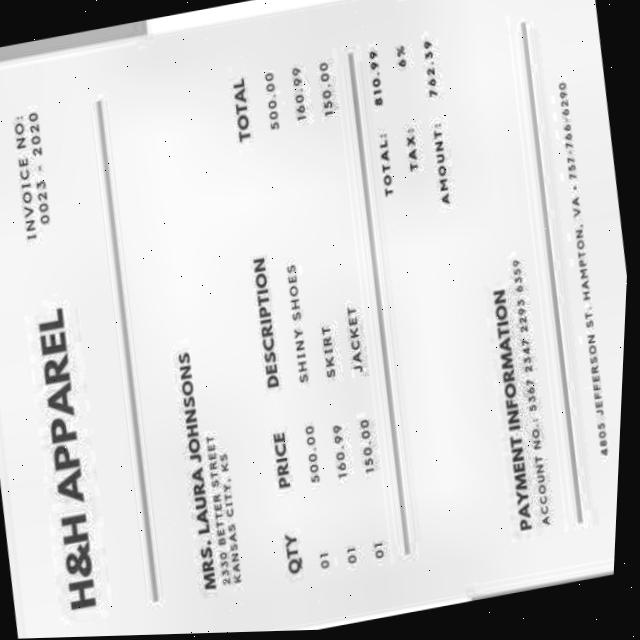 H&H APPAREL
INVOICE NO:
0023 - 2020
MRS. LAURA JOHNSONS
2330 BETTER STREET
KANSAS CITY, KS
QTY PRICE DESCRIPTION TOTAL
01 500.00 SHINY SHOES 500.00
01 160.99 SKIRT 160.99
01 150.00 JACKET 150.00
TOTAL: 810.99
TAX: 6%
AMOUNT: 762.39
PAYMENT INFORMATION
ACCOUNT NO.: 5367 2347 2295 6359
4805 JEFFERSON ST. HAMPTON, VA - 757-766-6290